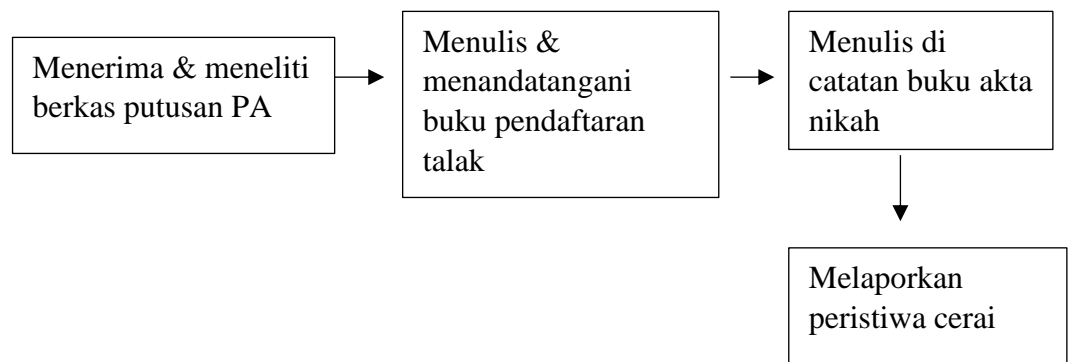 Menerima & meneliti
berkas putusan PA
Menulis &
menandatangani
buku pendaftaran
talak
Menulis di
catatan buku akta
nikah
Melaporkan
peristiwa cerai